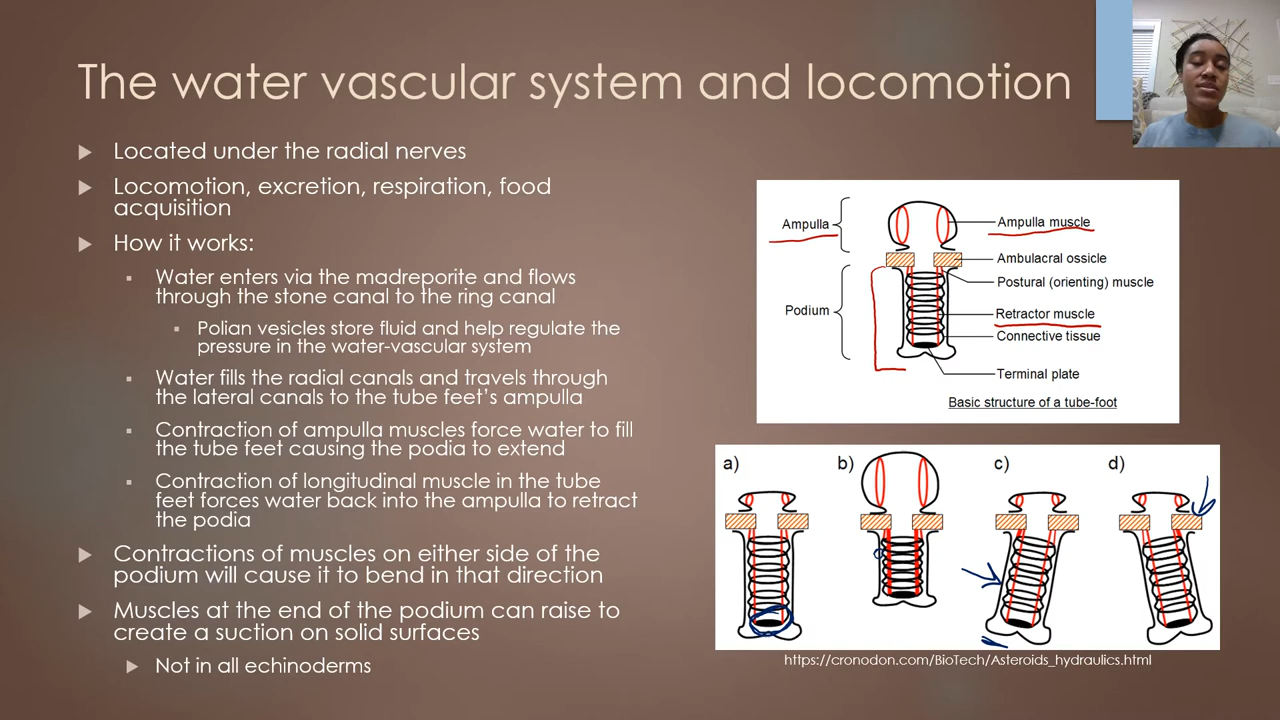 The water vascular system and locomotion
Located under the radial nerves
Locomotion, excretion, respiration, food
acquisition
How it works:
Water enters via the madreporite and flows
through the stone canal to the ring canal
Polian vesicles store fluid and help regulate the
pressure in the water-vascular system
Water fills the radial canals and travels through
the lateral canals to the tube feet's ampulla
Contraction of ampulla muscles force water to fill
the tube feet causing the podia to extend
Contraction of longitudinal muscle in the tube
feet forces water back into the ampulla to retract
the podia
Contractions of muscles on either side of the
podium will cause it to bend in that direction
Muscles at the end of the podium can raise to
create a suction on solid surfaces
Not in all echinoderms
Ampulla
Podium
Ampulla muscle
Ambulacral ossicle
Postural (orienting) muscle
Retractor muscle
Connective tissue
Terminal plate
Basic structure of a tube-foot
a) b) c) d)
https://cronodon.com/BioTech/Asteroids_hydraulics.html